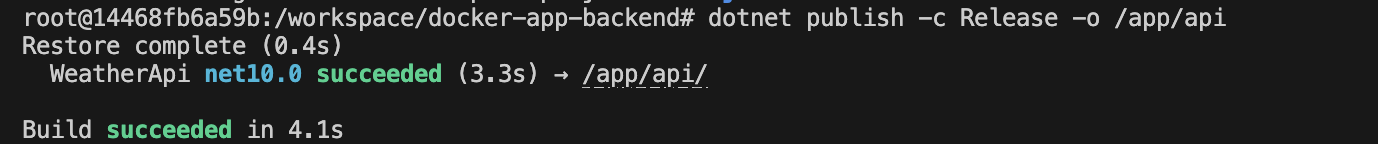 root@14468fb6a59b:/workspace/docker-app-backend# dotnet publish -c Release -o /app/api
Restore complete (0.4s)
WeatherApi net10.0 succeeded (3.3s) → /app/api/
Build succeeded in 4.1s